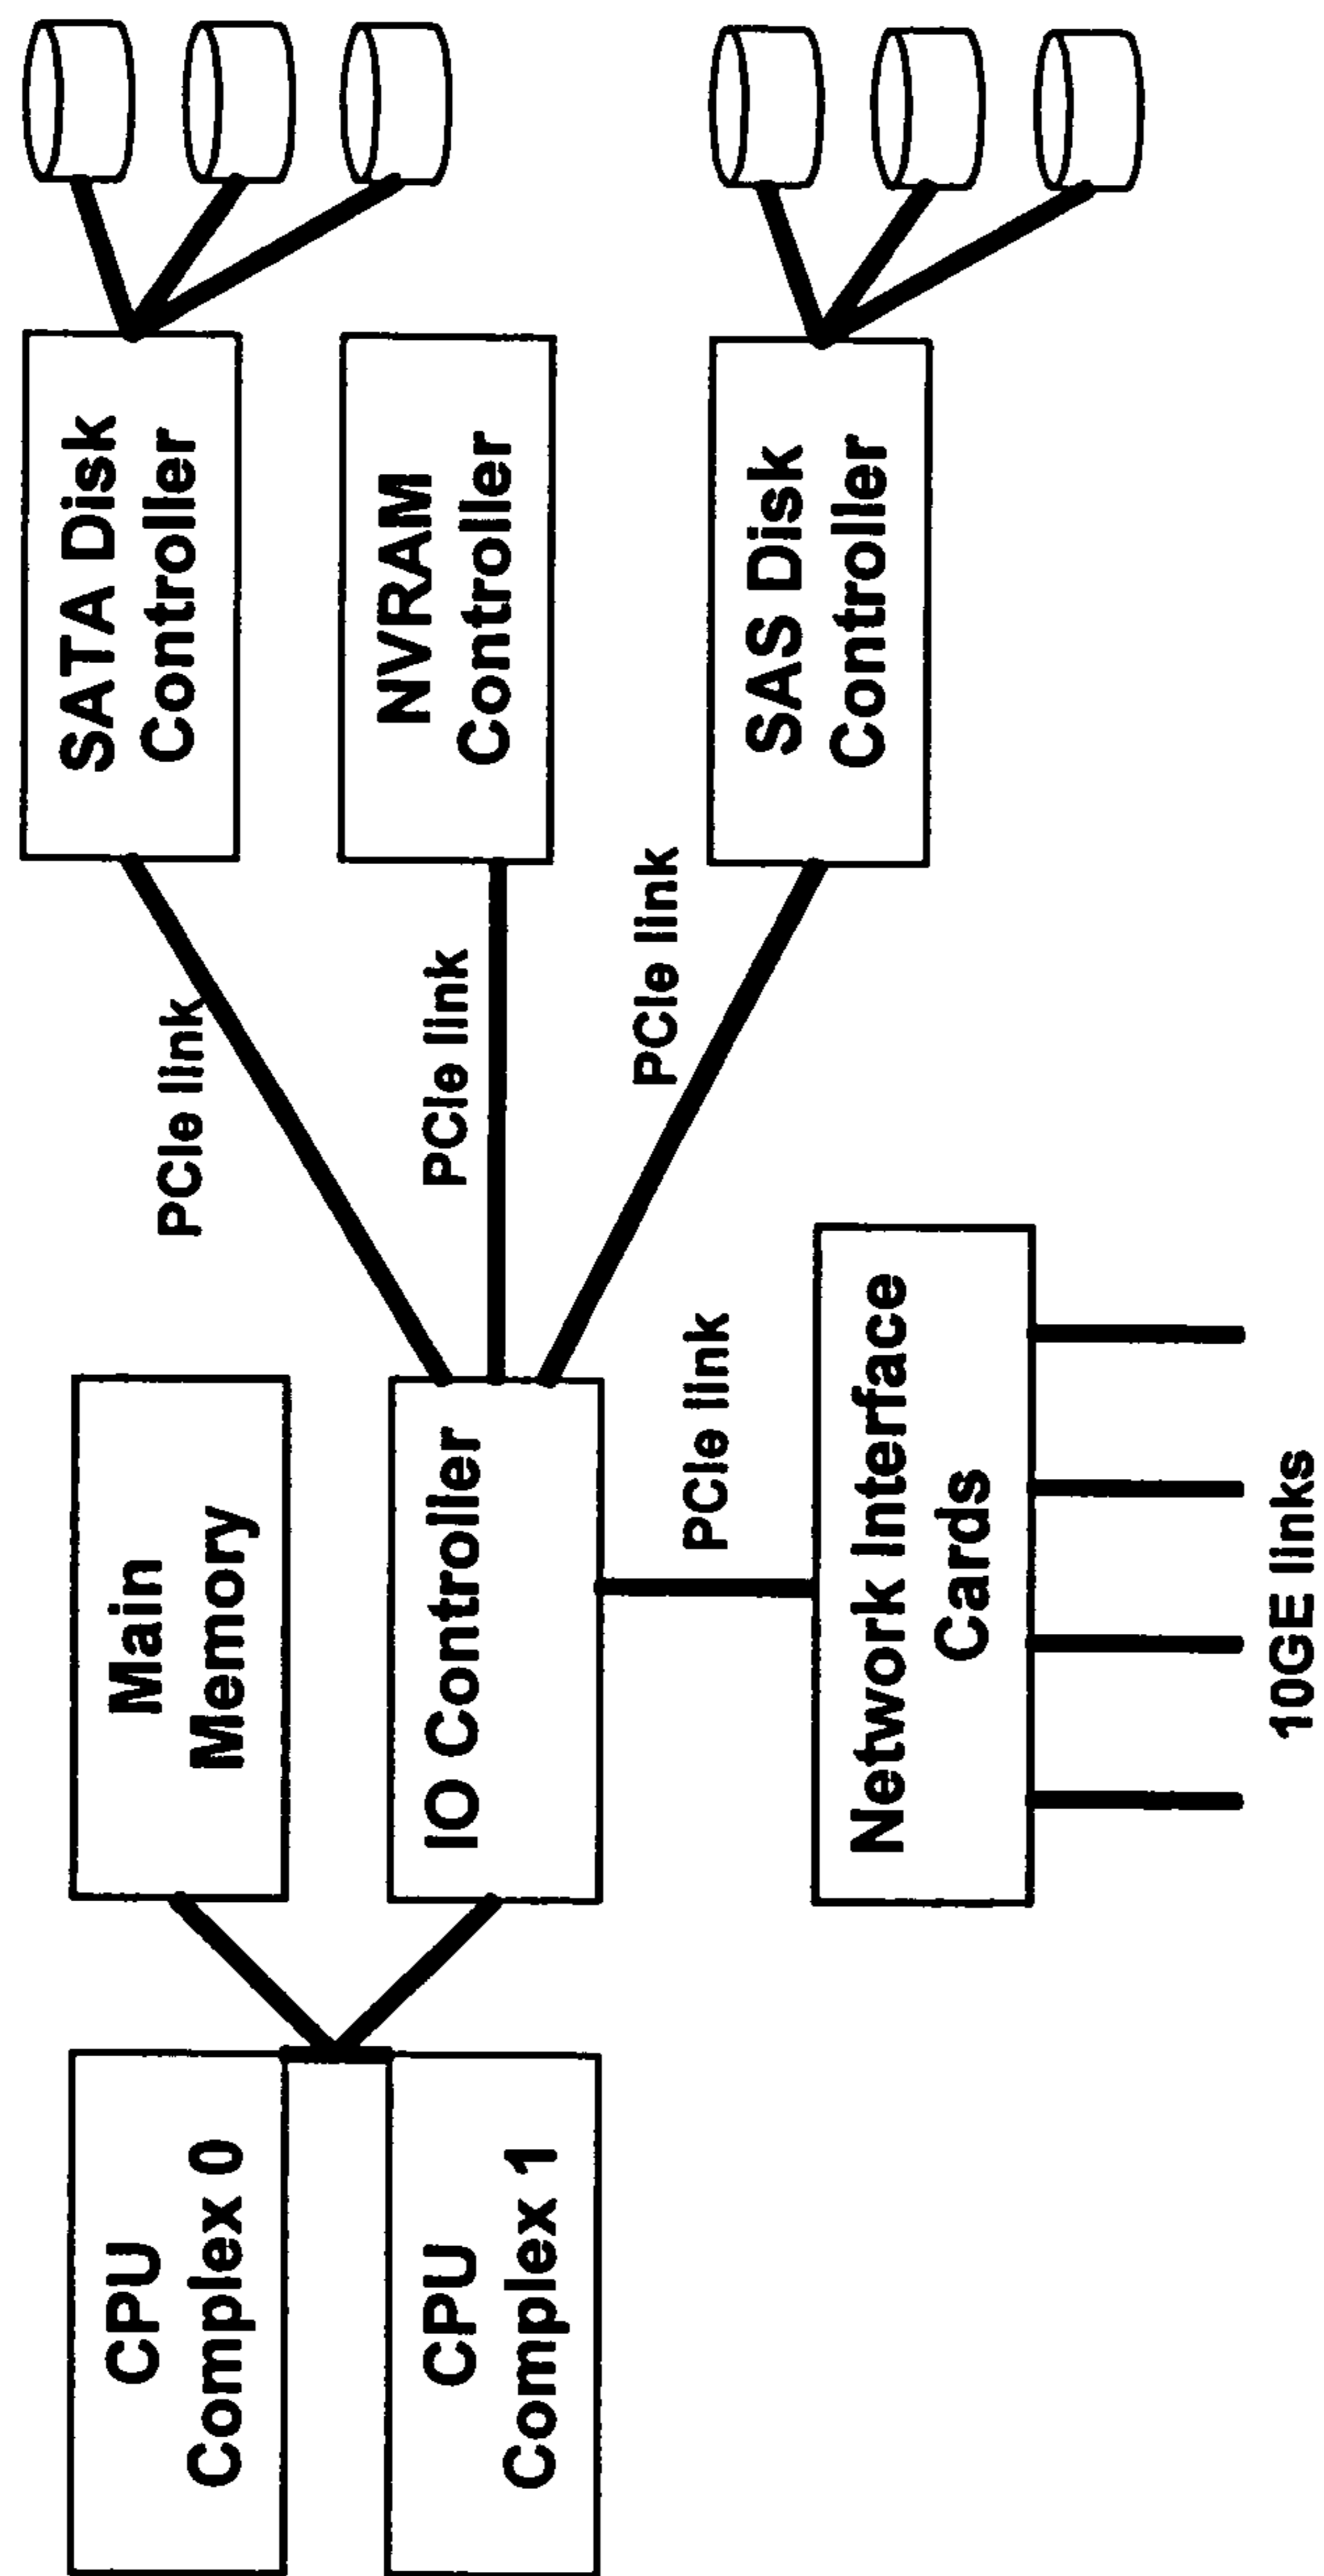 CPU
Complex 0
CPU
Complex 1
Main
Memory
IO Controller
Network Interface
Cards
10GE links
PCIe link
PCIe link
PCIe link
PCIe link
SATA Disk
Controller
NVRAM
Controller
SAS Disk
Controller